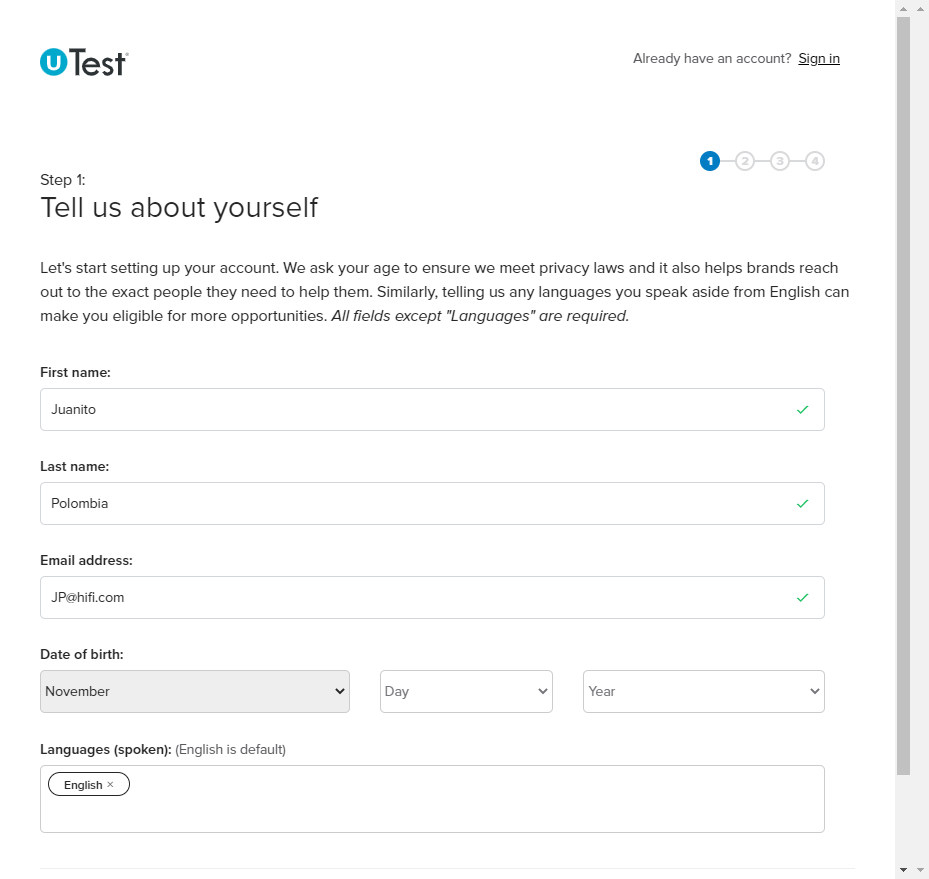 uTest
Already have an account? Sign in
1 2 3 4
Step 1:
Tell us about yourself
Let's start setting up your account. We ask your age to ensure we meet privacy laws and it also helps brands reach
out to the exact people they need to help them. Similarly, telling us any languages you speak aside from English can
make you eligible for more opportunities. All fields except "Languages" are required.
First name:
Juanito
Last name:
Polombia
Email address:
JP@hifi.com
Date of birth:
November Day Year
Languages (spoken): (English is default)
English ×